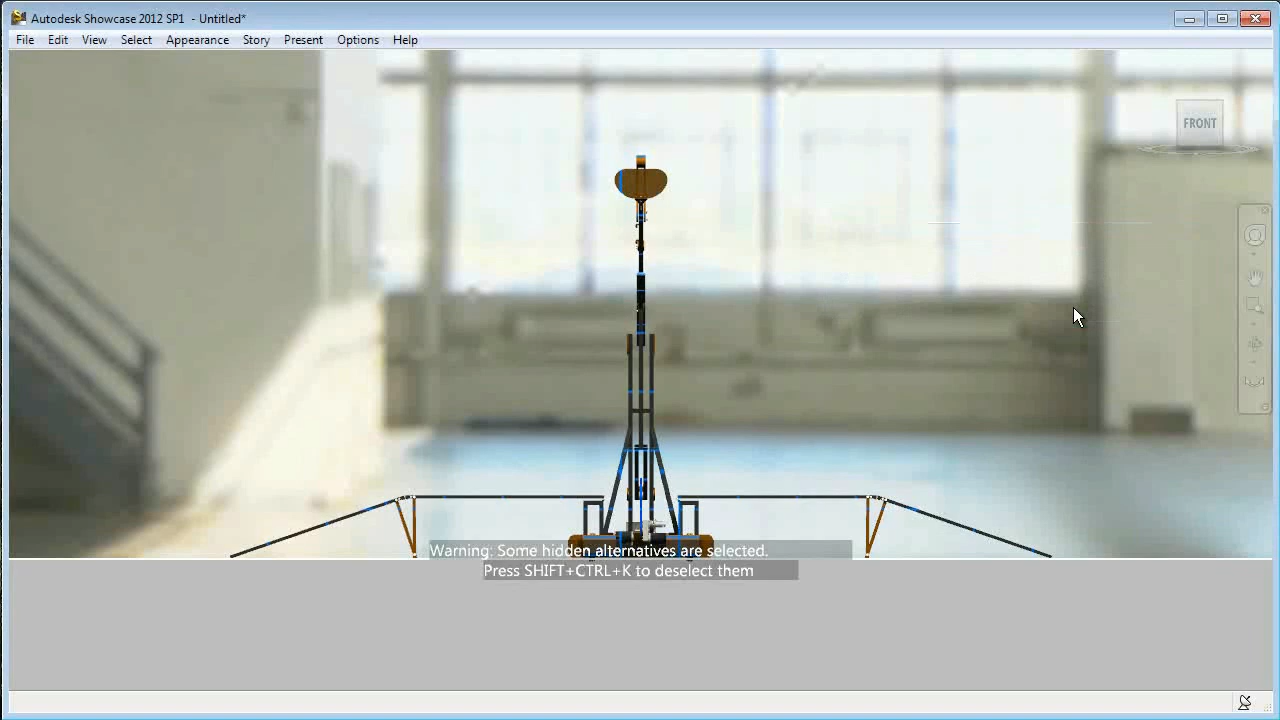 Autodesk Showcase 2012 SP1 - Untitled*
File Edit View Select Appearance Story Present Options Help
FRONT
Warning: Some hidden alternatives are selected.
Press SHIFT+CTRL+K to deselect them